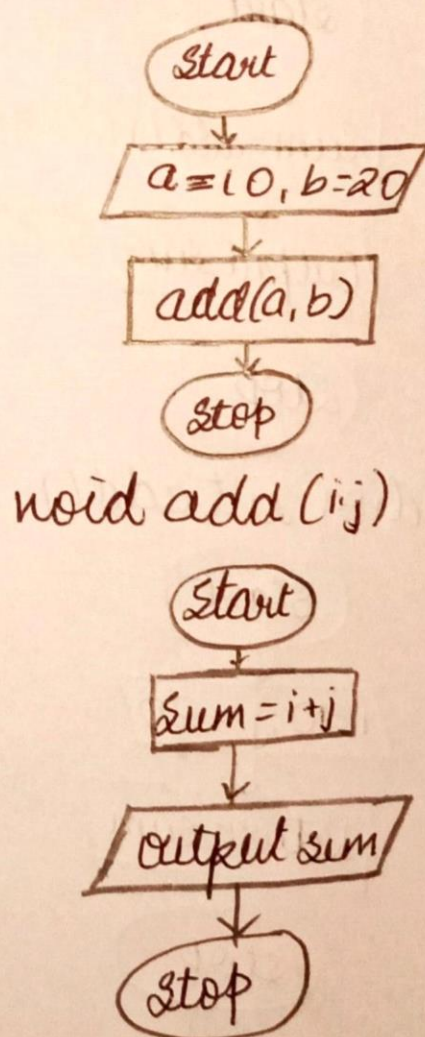 Start
a=10, b=20
add(a,b)
Stop
void add (i,j)
Start
Sum = i+j
output sum
Stop